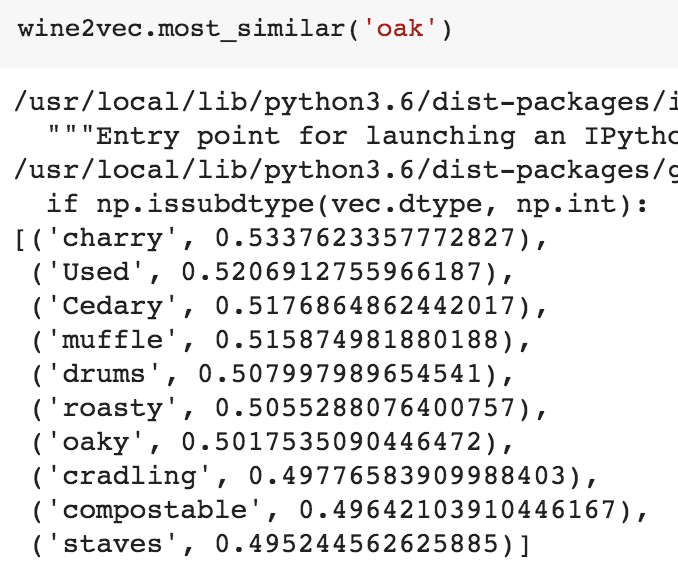 wine2vec.most_similar('oak')
/usr/local/lib/python3.6/dist-packages/i
"""Entry point for launching an IPytho
/usr/local/lib/python3.6/dist-packages/g
if np.issubdtype(vec.dtype, np.int):
[('charry', 0.5337623357772827),
('Used', 0.5206912755966187),
('Cedary', 0.5176864862442017),
('muffle', 0.515874981880188),
('drums', 0.507997989654541),
('roasty', 0.5055288076400757),
('oaky', 0.5017535090446472),
('cradling', 0.49776583909988403),
('compostable', 0.49642103910446167),
('staves', 0.495244562625885)]